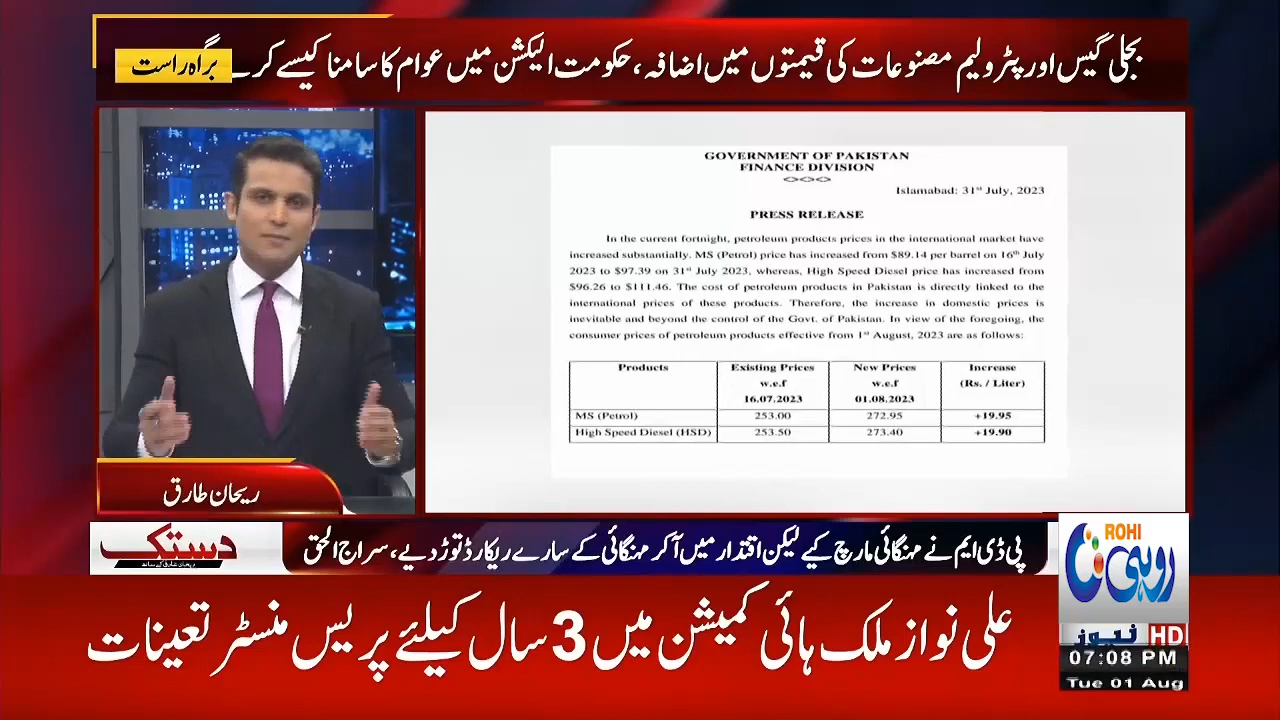 بجلی گیس اور پٹرولیم مصنوعات کی قیمتوں میں اضافہ، حکومت الیکشن میں عوام کا سامنا کیسے کرے
براہ راست
GOVERNMENT OF PAKISTAN
FINANCE DIVISION
Islamabad: 31st July, 2023
PRESS RELEASE
In the current fortnight, petroleum products prices in the international market have
increased substantially. MS (Petrol) price has increased from $89.14 per barrel on 16th July
2023 to $97.39 on 31st July 2023, whereas, High Speed Diesel price has increased from
$96.26 to $111.46. The cost of petroleum products in Pakistan is directly linked to the
international prices of these products. Therefore, the increase in domestic prices is
inevitable and beyond the control of the Govt. of Pakistan. In view of the foregoing, the
consumer prices of petroleum products effective from 1st August, 2023 are as follows:
Products Existing Prices w.e.f 16.07.2023 New Prices w.e.f 01.08.2023 Increase (Rs. / Liter)
MS (Petrol) 253.00 272.95 +19.95
High Speed Diesel (HSD) 253.50 273.40 +19.90
ریحان طارق
دستک
پی ڈی ایم نے مہنگائی مارچ کیے لیکن اقتدار میں آکر مہنگائی کے سارے ریکارڈ توڑ دیے، سراج الحق
ROHI
روہی
نیوز HD
علی نواز ملک ہائی کمیشن میں 3 سال کیلئے پریس منسٹر تعینات
07:08 PM
Tue 01 Aug